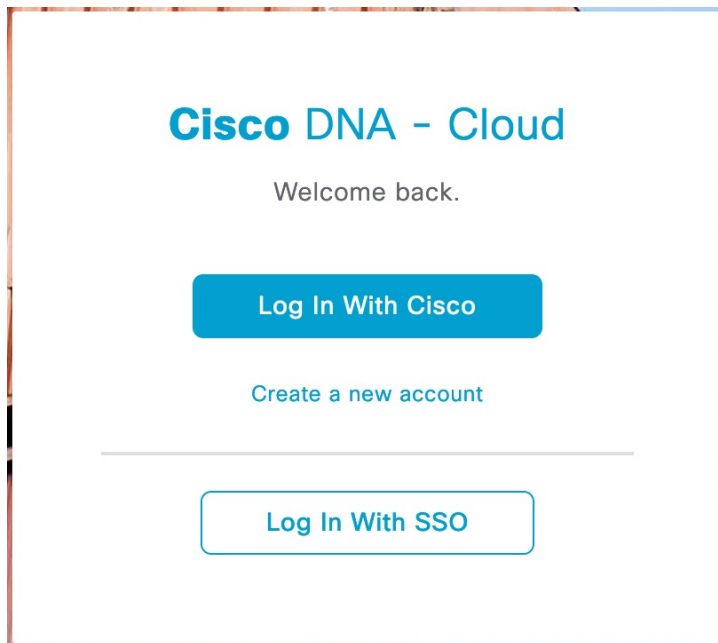 Cisco DNA - Cloud
Welcome back.
Log In With Cisco
Create a new account
Log In With SSO